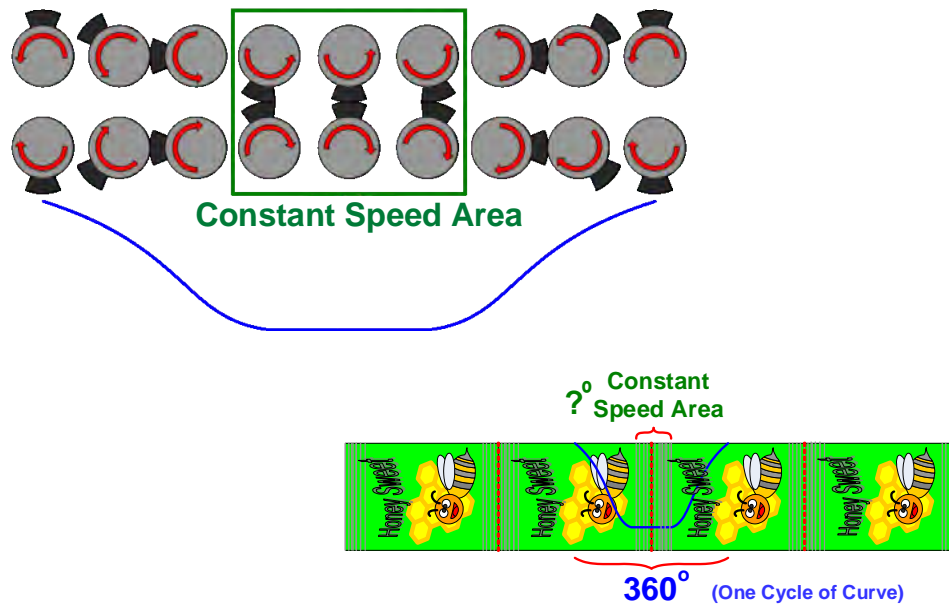 Constant Speed Area
?° Constant
Speed Area
Honey Sweet
Honey Sweet
Honey Sweet
Honey Sweet
360° (One Cycle of Curve)